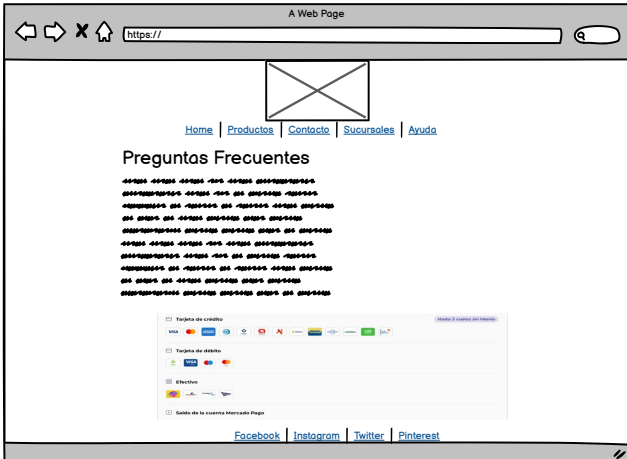 A Web Page
https://
Home Productos Contacto Sucursales Ayuda
Preguntas Frecuentes
Tarjeta de crédito Hasta 3 cuotas sin interés
VISA
Tarjeta de débito
VISA
Efectivo
Saldo de la cuenta Mercado Pago
Facebook Instagram Twitter Pinterest